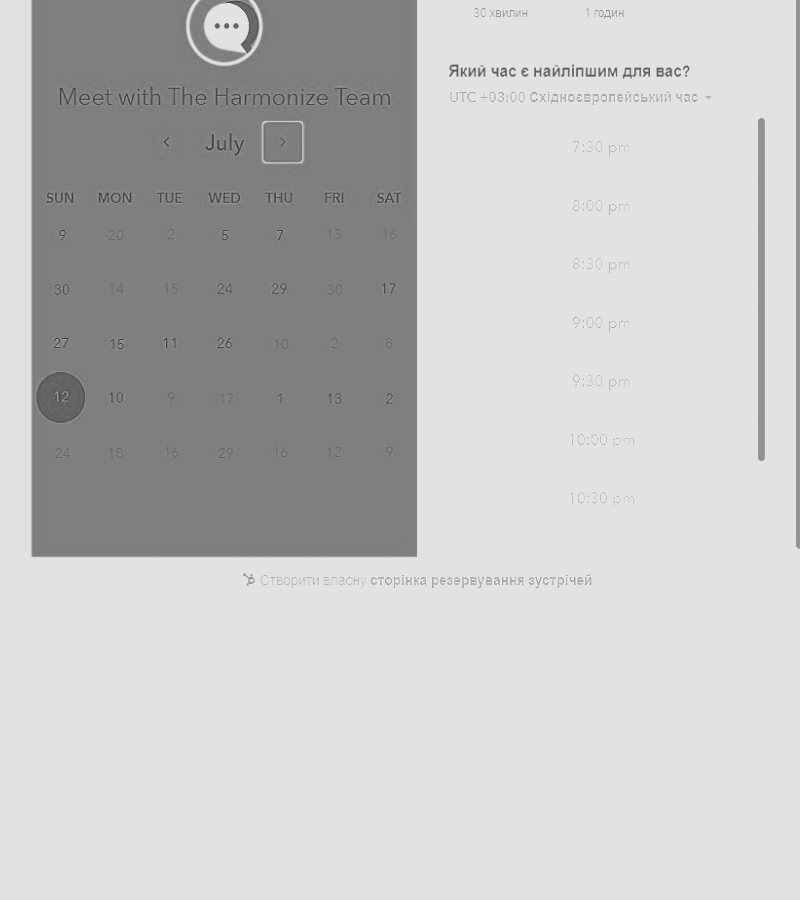 30 хвилин 1 годин
Meet with The Harmonize Team
July
SUN MON TUE WED THU FRI SAT
9 20 2 5 7 13 16
30 14 15 24 29 30 17
27 15 11 26 10 2 8
12 10 9 17 1 13 2
24 18 16 29 16 12 9
Який час є найліпшим для вас?
UTC +03:00 Східноєвропейський час
7:30 pm
8:00 pm
8:30 pm
9:00 pm
9:30 pm
10:00 pm
10:30 pm
Створити власну сторінка резервування зустрічей